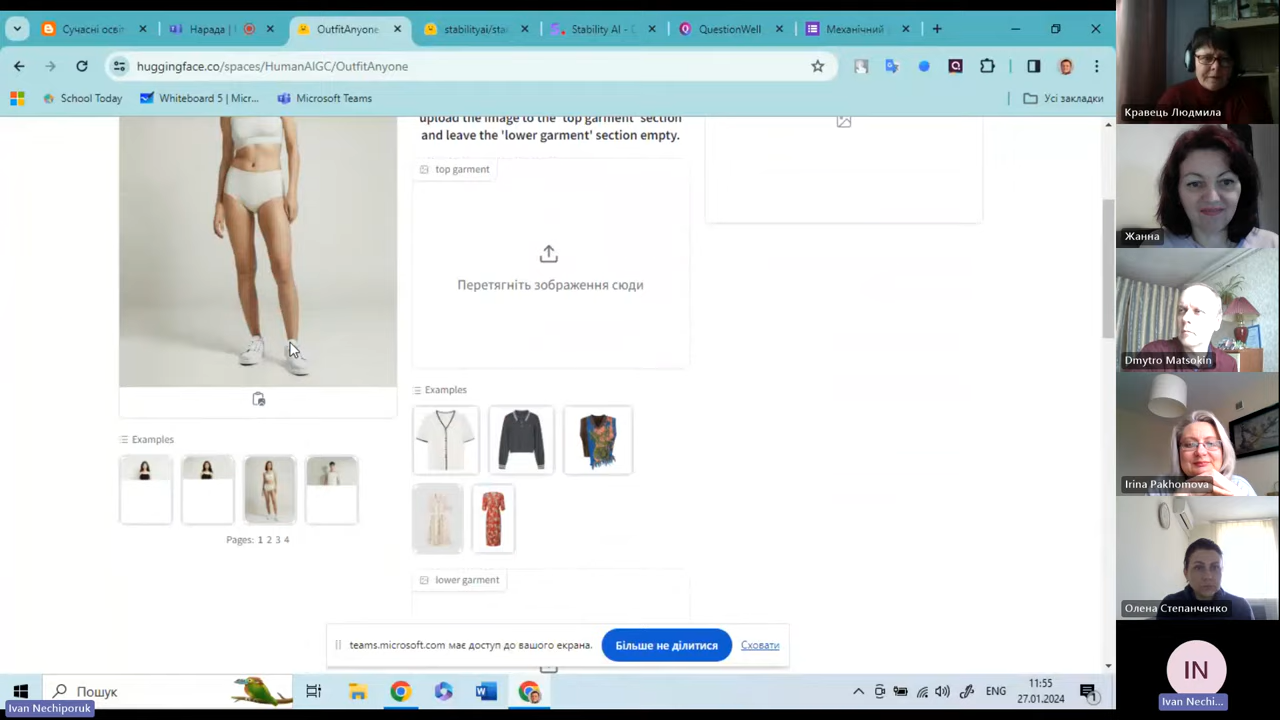 Сучасні осві
Нарада |
OutfitAnyone
stabilityai/stal
Stability AI -
QuestionWell
Механічний
huggingface.co/spaces/HumanAIGC/OutfitAnyone
School Today
Whiteboard 5 | Micr...
Microsoft Teams
Усі закладки
upload the image to the 'top garment' section
and leave the 'lower garment' section empty.
top garment
Перетягніть зображення сюди
Examples
Examples
Pages: 1 2 3 4
lower garment
teams.microsoft.com має доступ до вашого екрана.
Більше не ділитися
Сховати
Пошук
ENG
11:55
27.01.2024
1
Ivan Nechiporuk
Кравець Людмила
Жанна
Dmytro Matsokin
Irina Pakhomova
Олена Степанченко
IN
Ivan Nechi...